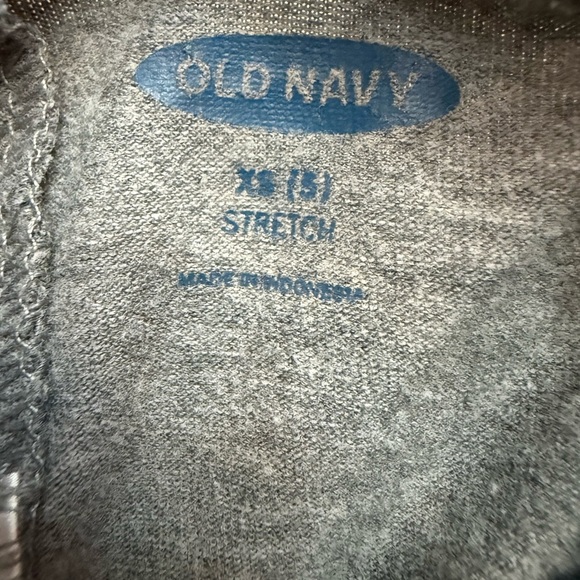 OLD NAVY
XS (5)
STRETCH
MADE IN INDONESIA